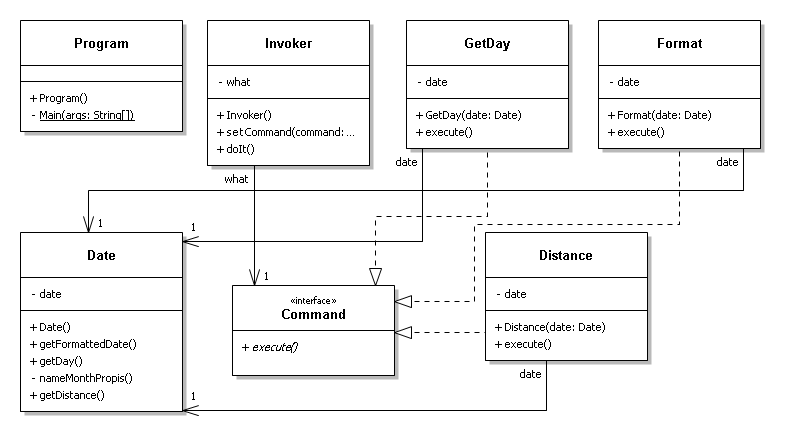 Program
+ Program()
- Main(args: String[])
Invoker
- what
+ Invoker()
+ setCommand(command: ...
+ doIt()
GetDay
- date
+ GetDay(date: Date)
+ execute()
Format
- date
+ Format(date: Date)
+ execute()
what
date
date
1
1
1
Date
- date
+ Date()
+ getFormattedDate()
+ getDay()
- nameMonthPropis()
+ getDistance()
«interface»
Command
+ execute()
Distance
- date
+ Distance(date: Date)
+ execute()
date
1